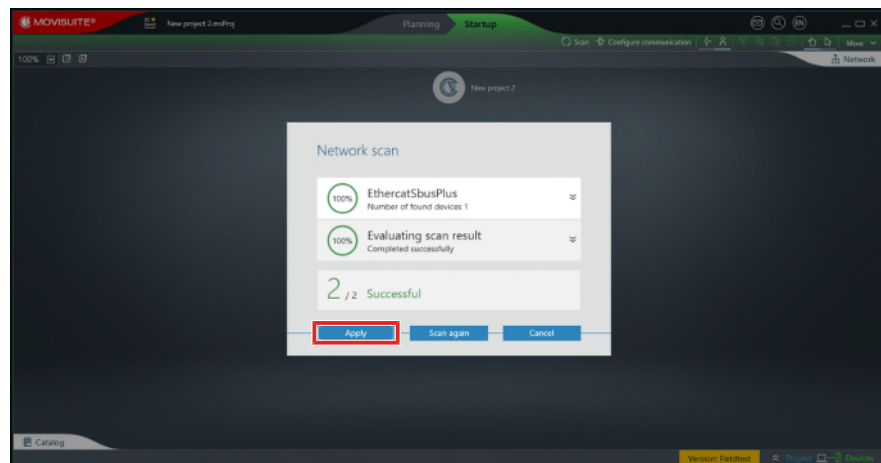 MOVISUITE®
New project 2.msProj
Planning
Startup
Scan
Configure communication
More
100%
Network
New project 2
Network scan
100%
EthercatSbusPlus
Number of found devices 1
100%
Evaluating scan result
Completed successfully
2 / 2 Successful
Apply
Scan again
Cancel
Catalog
Version: Fieldtest
Project
Devices